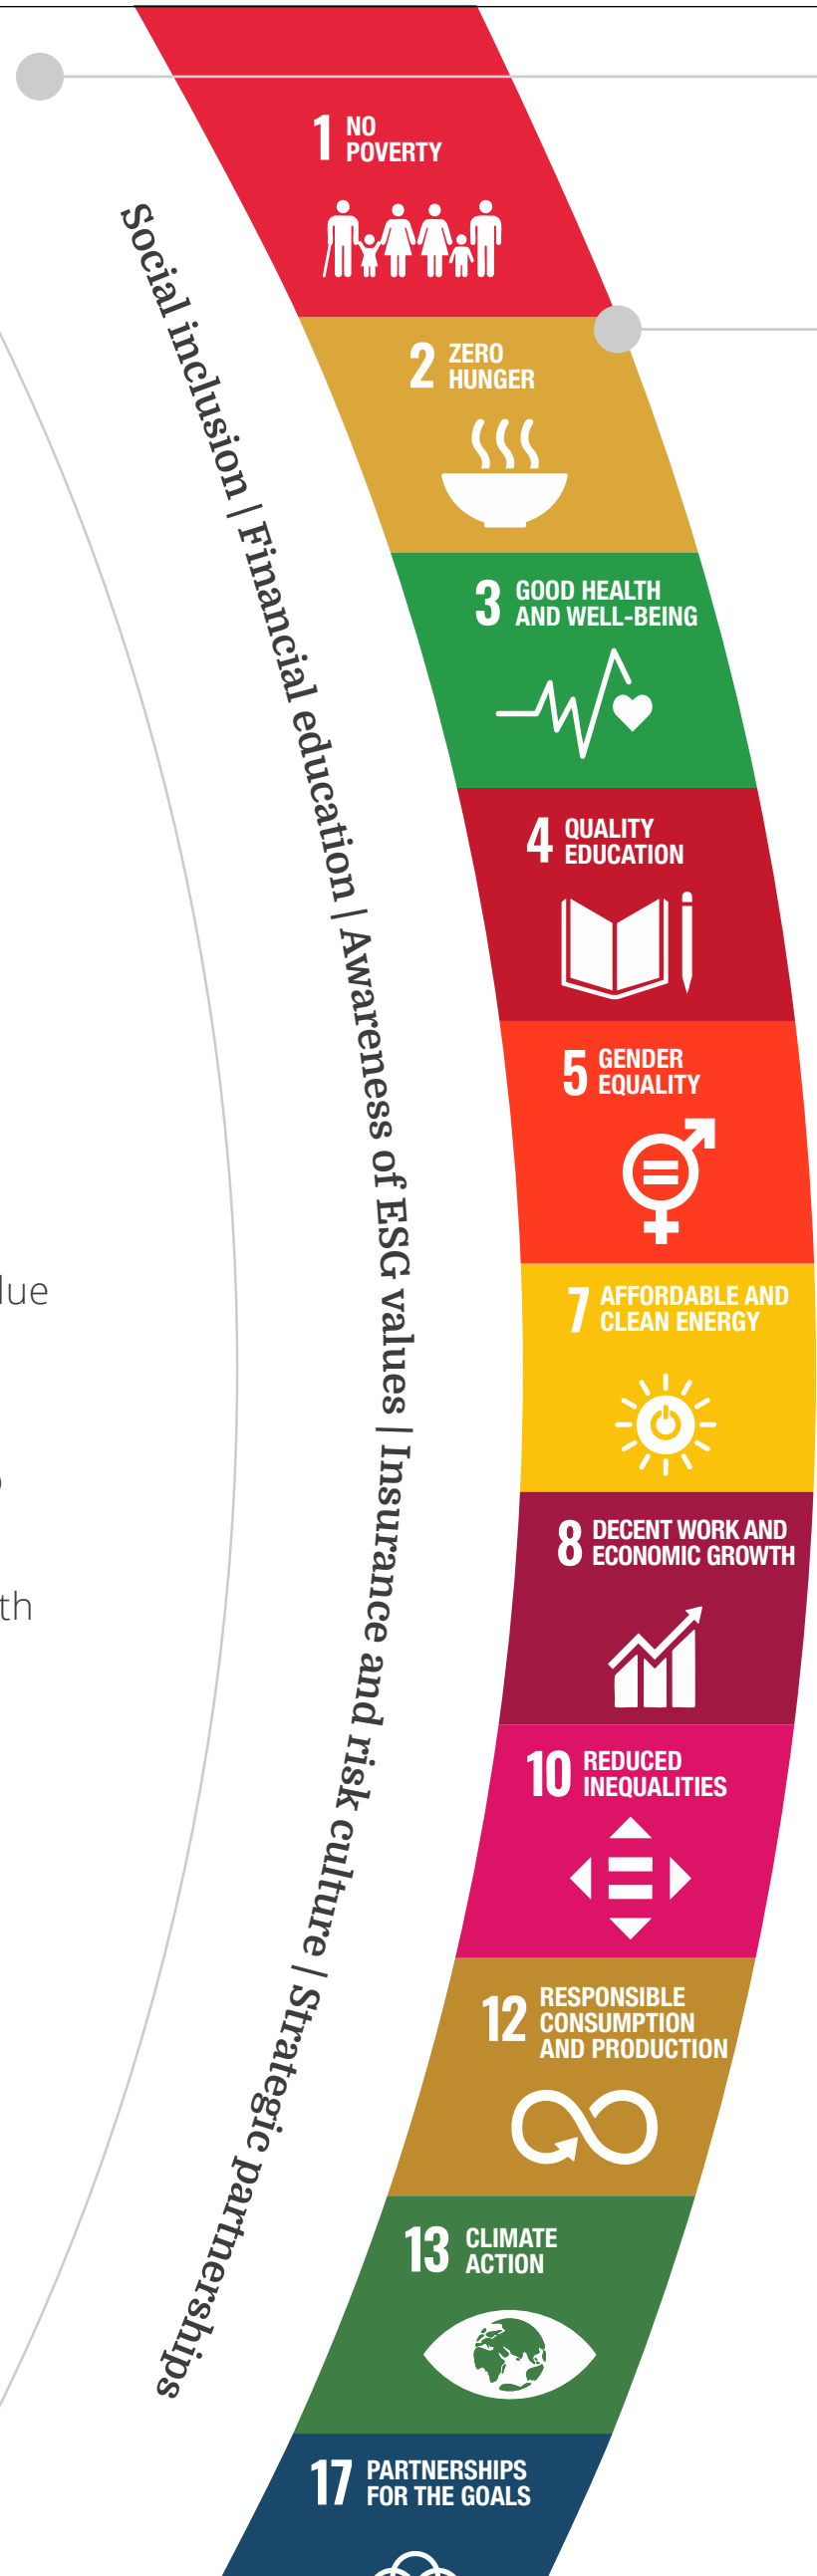 1 NO
POVERTY
Social inclusion | Financial education | Awareness of ESG values | Insurance and risk culture | Strategic partnerships
2 ZERO
HUNGER
3 GOOD HEALTH
AND WELL-BEING
4 QUALITY
EDUCATION
5 GENDER
EQUALITY
7 AFFORDABLE AND
CLEAN ENERGY
8 DECENT WORK AND
ECONOMIC GROWTH
10 REDUCED
INEQUALITIES
12 RESPONSIBLE
CONSUMPTION
AND PRODUCTION
13 CLIMATE
ACTION
17 PARTNERSHIPS
FOR THE GOALS